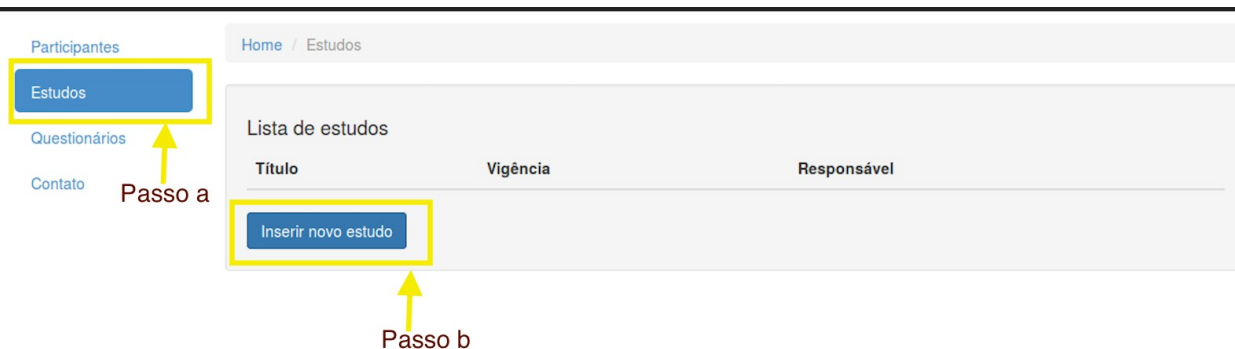 Participantes
Estudos
Questionários
Contato
Passo a
Home / Estudos
Lista de estudos
Título Vigência Responsável
Inserir novo estudo
Passo b